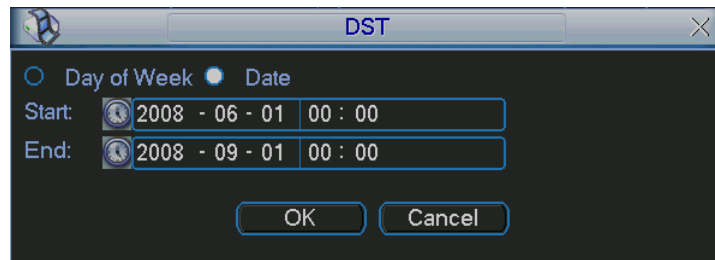 DST
Day of Week Date
Start: 2008 - 06 - 01 00 : 00
End: 2008 - 09 - 01 00 : 00
OK Cancel